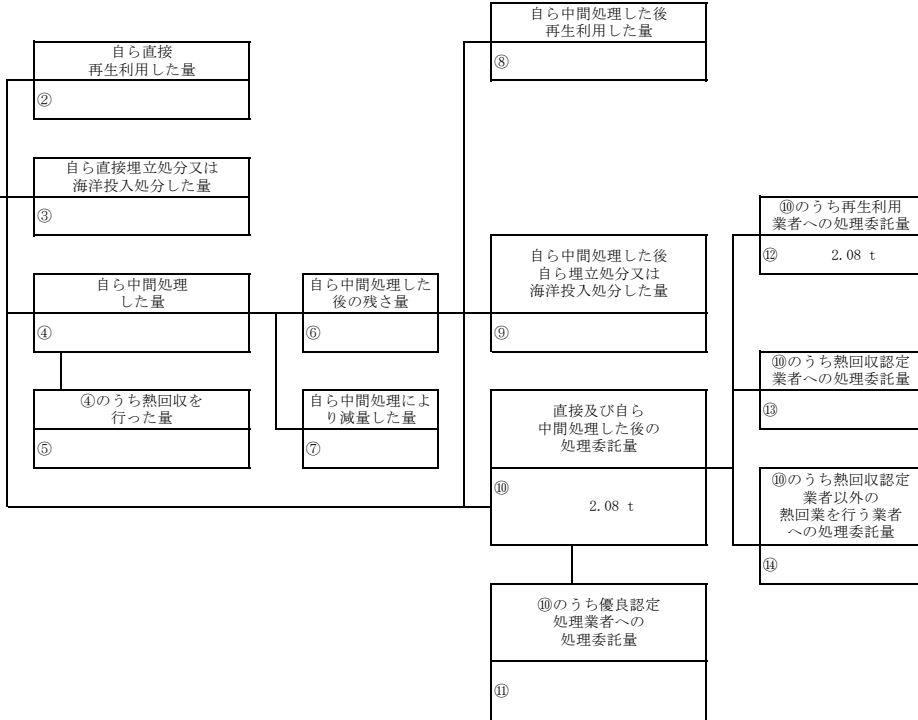 自ら直接
再生利用した量
②
自ら直接埋立処分又は
海洋投入処分した量
③
自ら中間処理
した量
④
④のうち熱回収を
行った量
⑤
自ら中間処理した
後の残さ量
⑥
自ら中間処理によ
り減量した量
⑦
自ら中間処理した後
再生利用した量
⑧
自ら中間処理した後
自ら埋立処分又は
海洋投入処分した量
⑨
直接及び自ら
中間処理した後の
処理委託量
⑩
2.08 t
⑩のうち優良認定
処理業者への
処理委託量
⑪
⑩のうち再生利用
業者への処理委託量
⑫ 2.08 t
⑩のうち熱回収認定
業者への処理委託量
⑬
⑩のうち熱回収認定
業者以外の
熱回業を行う業者
への処理委託量
⑭